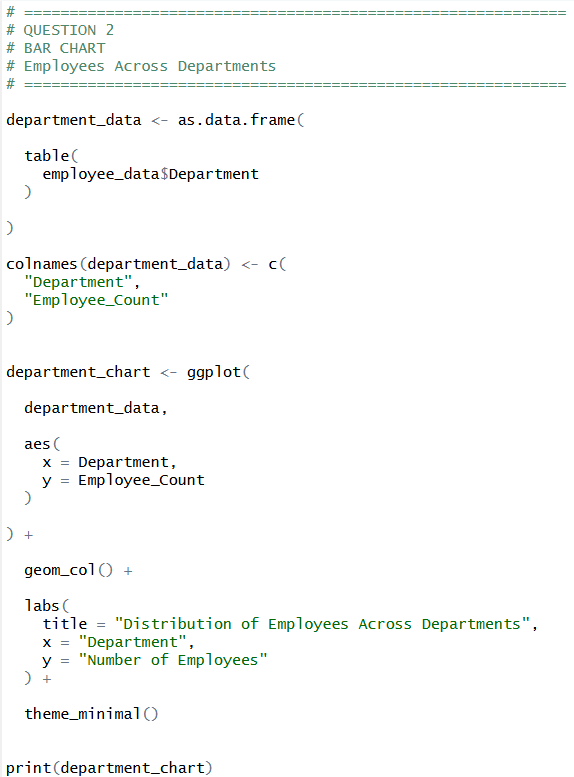 # ============================================================
# QUESTION 2
# BAR CHART
# Employees Across Departments
# ============================================================
department_data <- as.data.frame(
  table(
    employee_data$Department
  )
)
colnames(department_data) <- c(
  "Department",
  "Employee_Count"
)
department_chart <- ggplot(
  department_data,
  aes(
    x = Department,
    y = Employee_Count
  )
) +
  geom_col() +
  labs(
    title = "Distribution of Employees Across Departments",
    x = "Department",
    y = "Number of Employees"
  ) +
  theme_minimal()
print(department_chart)